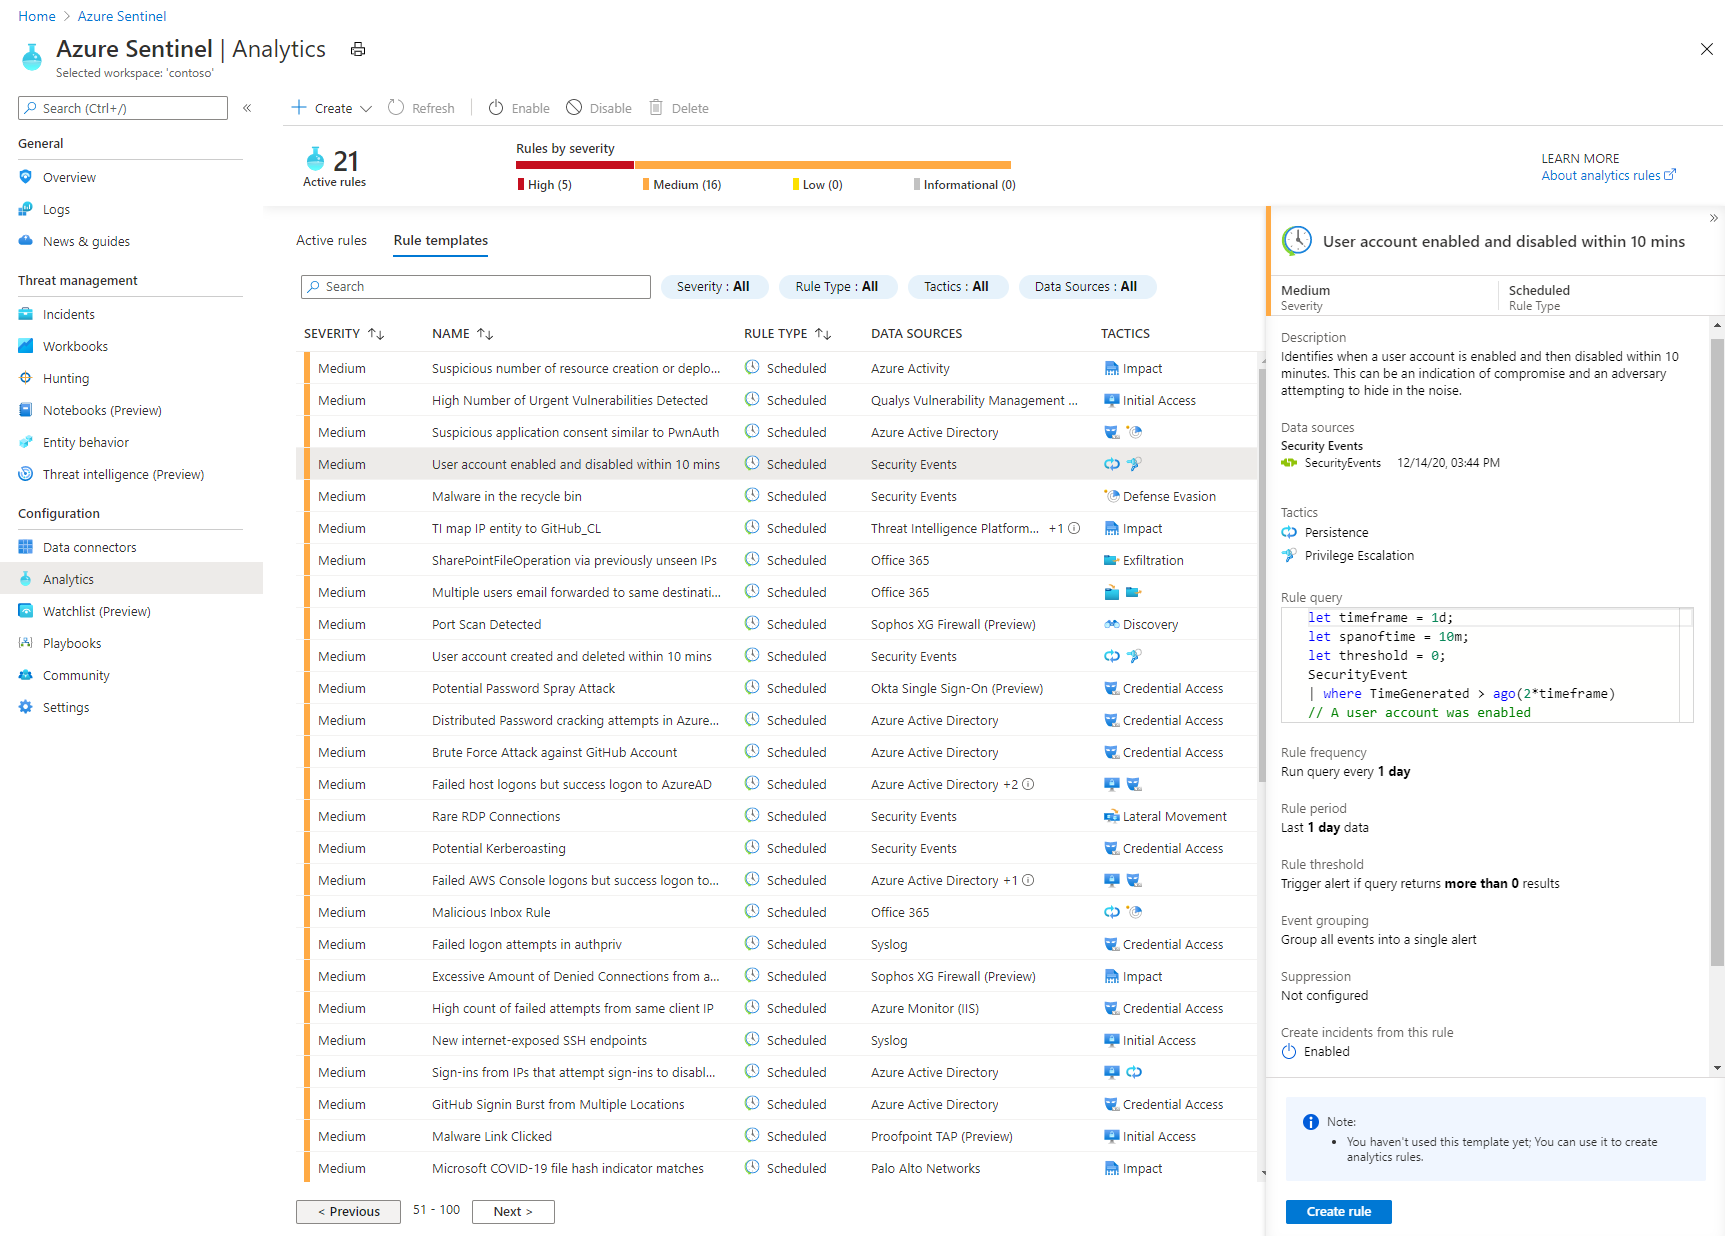 Home > Azure Sentinel
Azure Sentinel | Analytics
Selected workspace: 'contoso'
Search (Ctrl+/)
«
General
Overview
Logs
News & guides
Threat management
Incidents
Workbooks
Hunting
Notebooks (Preview)
Entity behavior
Threat intelligence (Preview)
Configuration
Data connectors
Analytics
Watchlist (Preview)
Playbooks
Community
Settings
Create Refresh Enable Disable Delete
21
Active rules
Rules by severity
High (5) Medium (16) Low (0) Informational (0)
LEARN MORE
About analytics rules
Active rules Rule templates
Search Severity : All Rule Type : All Tactics : All Data Sources : All
SEVERITY NAME RULE TYPE DATA SOURCES TACTICS
Medium Suspicious number of resource creation or deplo... Scheduled Azure Activity Impact
Medium High Number of Urgent Vulnerabilities Detected Scheduled Qualys Vulnerability Management ... Initial Access
Medium Suspicious application consent similar to PwnAuth Scheduled Azure Active Directory
Medium User account enabled and disabled within 10 mins Scheduled Security Events
Medium Malware in the recycle bin Scheduled Security Events Defense Evasion
Medium TI map IP entity to GitHub_CL Scheduled Threat Intelligence Platform... +1 Impact
Medium SharePointFileOperation via previously unseen IPs Scheduled Office 365 Exfiltration
Medium Multiple users email forwarded to same destinati... Scheduled Office 365
Medium Port Scan Detected Scheduled Sophos XG Firewall (Preview) Discovery
Medium User account created and deleted within 10 mins Scheduled Security Events
Medium Potential Password Spray Attack Scheduled Okta Single Sign-On (Preview) Credential Access
Medium Distributed Password cracking attempts in Azure... Scheduled Azure Active Directory Credential Access
Medium Brute Force Attack against GitHub Account Scheduled Azure Active Directory Credential Access
Medium Failed host logons but success logon to AzureAD Scheduled Azure Active Directory +2
Medium Rare RDP Connections Scheduled Security Events Lateral Movement
Medium Potential Kerberoasting Scheduled Security Events Credential Access
Medium Failed AWS Console logons but success logon to... Scheduled Azure Active Directory +1
Medium Malicious Inbox Rule Scheduled Office 365
Medium Failed logon attempts in authpriv Scheduled Syslog Credential Access
Medium Excessive Amount of Denied Connections from a... Scheduled Sophos XG Firewall (Preview) Impact
Medium High count of failed attempts from same client IP Scheduled Azure Monitor (IIS) Credential Access
Medium New internet-exposed SSH endpoints Scheduled Syslog Initial Access
Medium Sign-ins from IPs that attempt sign-ins to disabl... Scheduled Azure Active Directory
Medium GitHub Signin Burst from Multiple Locations Scheduled Azure Active Directory Credential Access
Medium Malware Link Clicked Scheduled Proofpoint TAP (Preview) Initial Access
Medium Microsoft COVID-19 file hash indicator matches Scheduled Palo Alto Networks Impact
< Previous 51 - 100 Next >
»
User account enabled and disabled within 10 mins
Medium Scheduled
Severity Rule Type
Description
Identifies when a user account is enabled and then disabled within 10
minutes. This can be an indication of compromise and an adversary
attempting to hide in the noise.
Data sources
Security Events
SecurityEvents 12/14/20, 03:44 PM
Tactics
Persistence
Privilege Escalation
Rule query
let timeframe = 1d;
let spanoftime = 10m;
let threshold = 0;
SecurityEvent
| where TimeGenerated > ago(2*timeframe)
// A user account was enabled
Rule frequency
Run query every 1 day
Rule period
Last 1 day data
Rule threshold
Trigger alert if query returns more than 0 results
Event grouping
Group all events into a single alert
Suppression
Not configured
Create incidents from this rule
Enabled
Note:
• You haven't used this template yet; You can use it to create
analytics rules.
Create rule